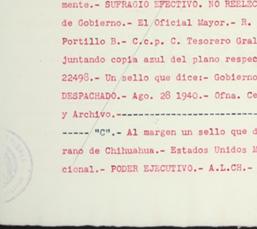 mente.- SUFRAGIO EFECTIVO. NO REELEC
de Gobierno.- El Oficial Mayor.- R.
Portillo B.- C.c.p. C. Tesorero Gral
juntando copia azul del plano respec
22498.- Un sello que dice:- Gobierno
DESPACHADO.- Ago. 28 1940.- Ofna. Ce
y Archivo.-------------------------
----- "C".- Al margen un sello que d
rano de Chihuahua.- Estados Unidos M
cional.- PODER EJECUTIVO.- A.L.CH.-